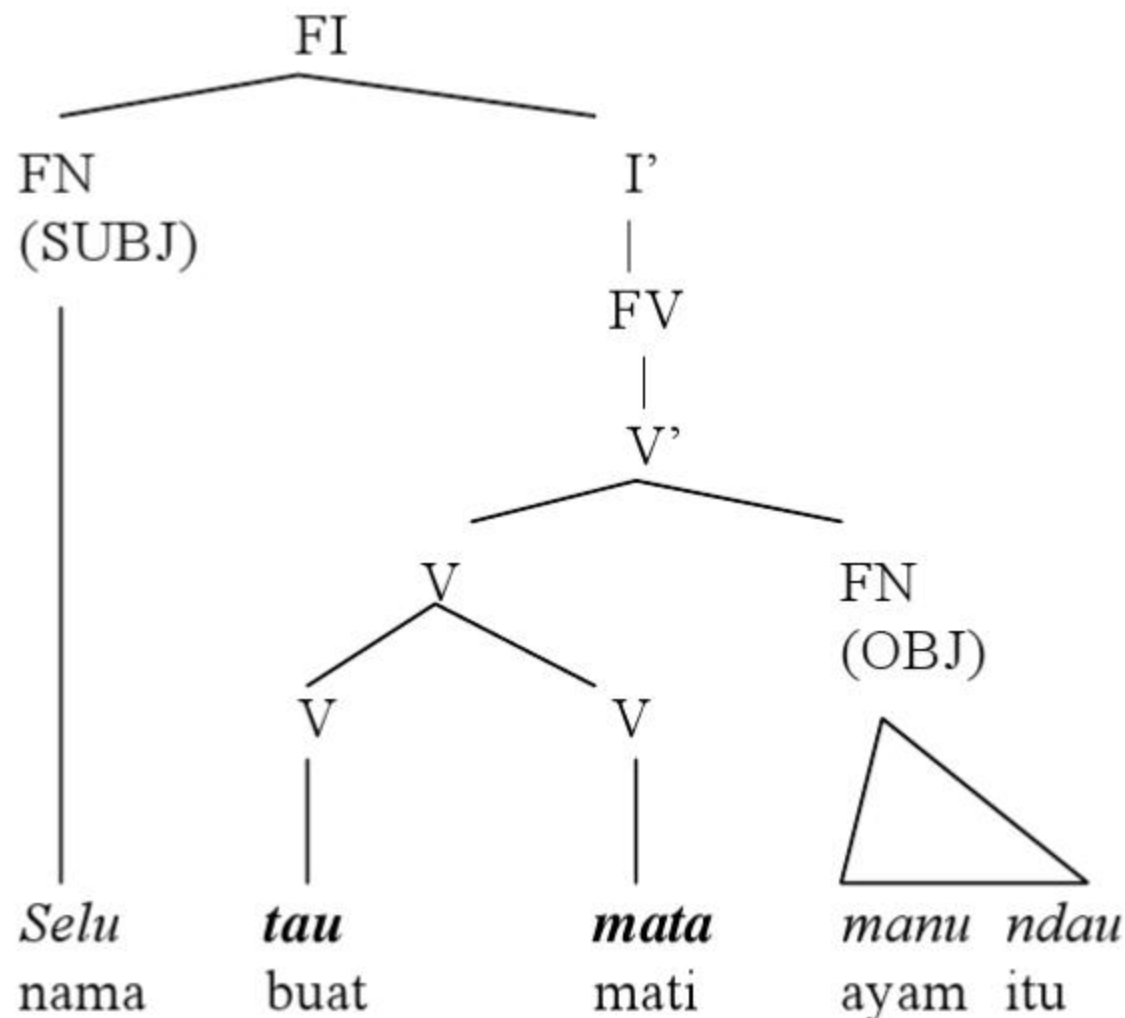 FI
FN I’
(SUBJ)
FV
V’
V FN
(OBJ)
V V
Selu tau mata manu ndau
nama buat mati ayam itu